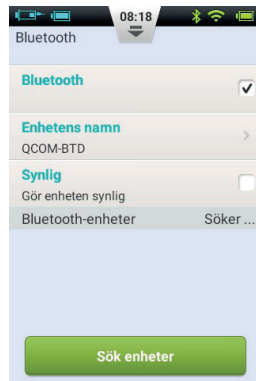 08:18
Bluetooth
Bluetooth
Enhetens namn
QCOM-BTD
Synlig
Gör enheten synlig
Bluetooth-enheter Söker ...
Sök enheter